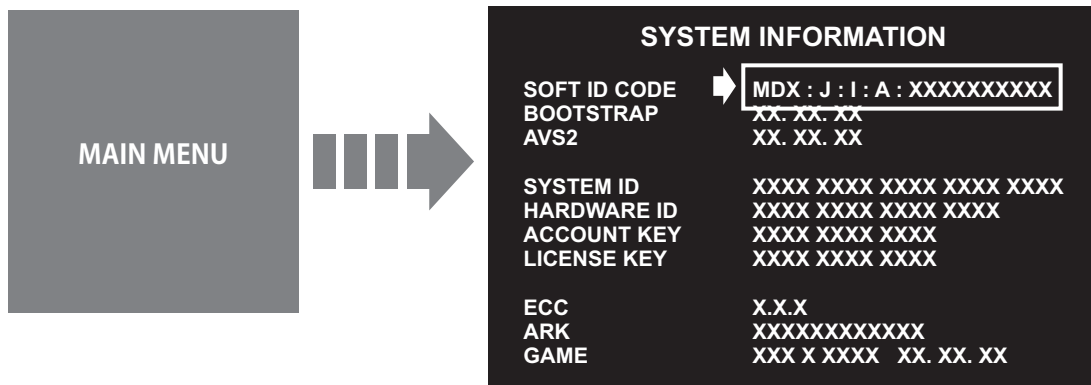 MAIN MENU
SYSTEM INFORMATION
SOFT ID CODE MDX : J : I : A : XXXXXXXXXX
BOOTSTRAP XX. XX. XX
AVS2 XX. XX. XX
SYSTEM ID XXXX XXXX XXXX XXXX XXXX
HARDWARE ID XXXX XXXX XXXX XXXX
ACCOUNT KEY XXXX XXXX XXXX
LICENSE KEY XXXX XXXX XXXX
ECC X.X.X
ARK XXXXXXXXXXXX
GAME XXX X XXXX XX. XX. XX